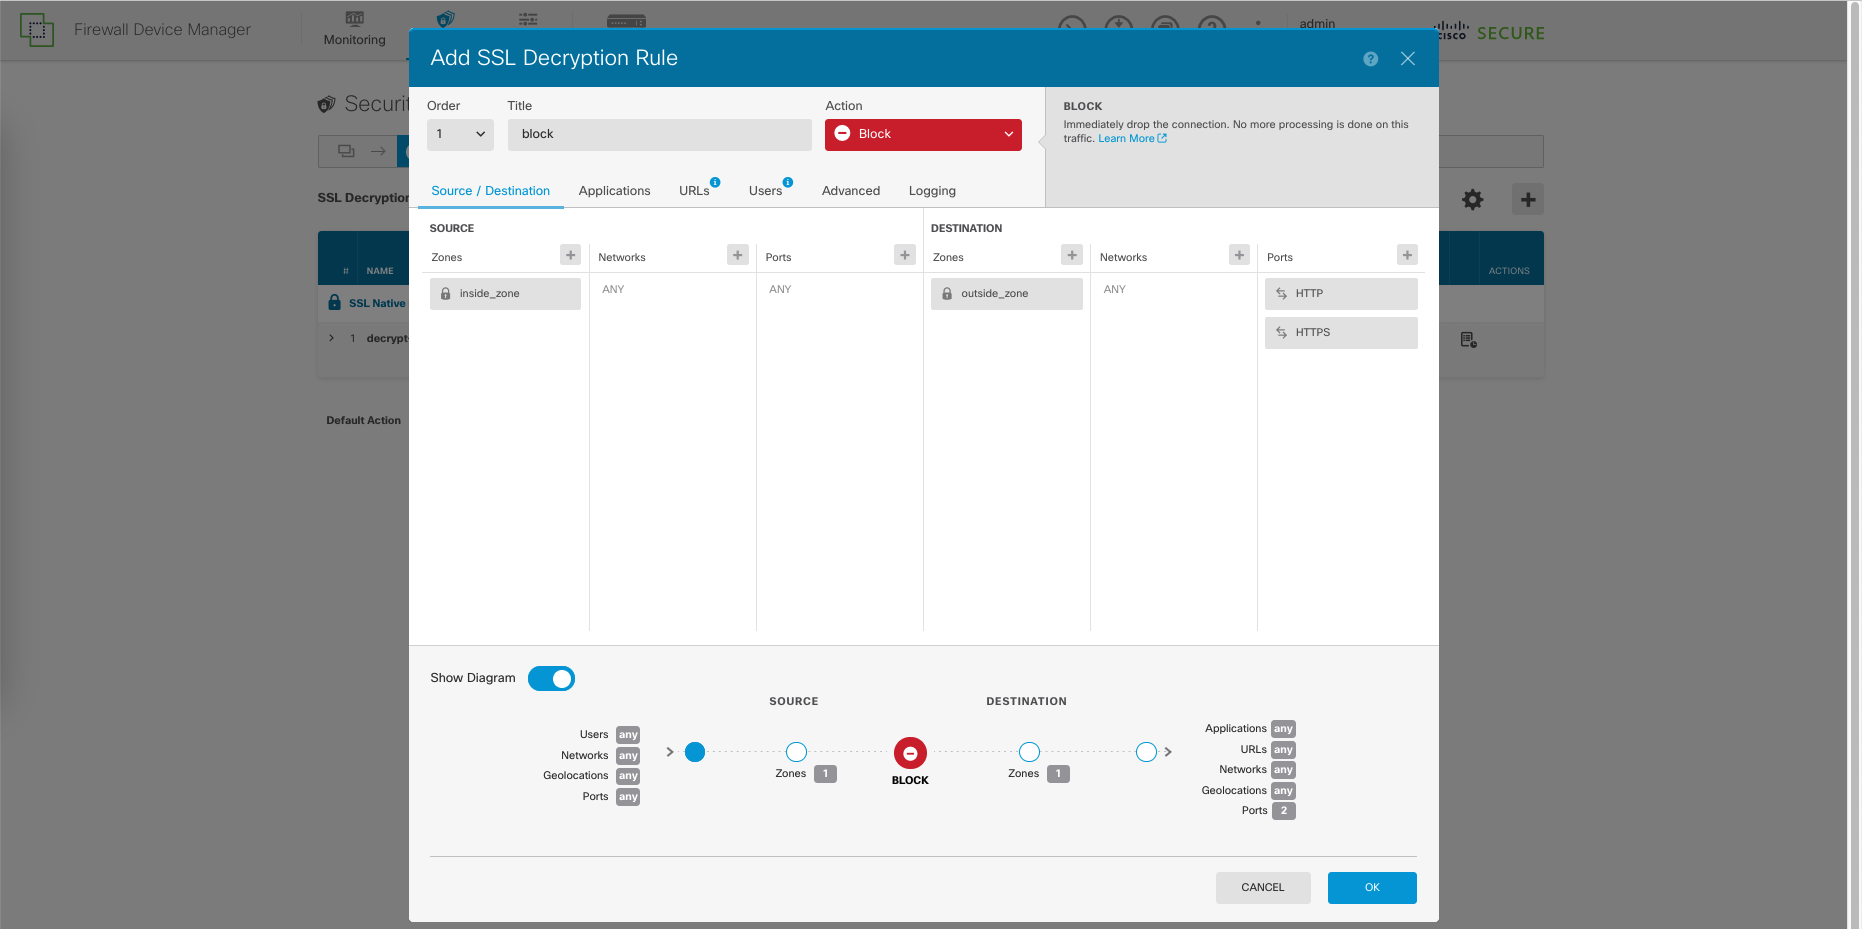 Firewall Device Manager
Monitoring
admin
cisco SECURE
Add SSL Decryption Rule
Order
Title
Action
1
block
Block
BLOCK
Immediately drop the connection. No more processing is done on this
traffic. Learn More
Source / Destination
Applications
URLs
Users
Advanced
Logging
SSL Decryption
# NAME
ACTIONS
SSL Native
1
Default Action
SOURCE
DESTINATION
Zones
Networks
Ports
Zones
Networks
Ports
inside_zone
ANY
ANY
outside_zone
ANY
HTTP
HTTPS
Show Diagram
SOURCE
DESTINATION
Users any
Networks any
Geolocations any
Ports any
Zones 1
BLOCK
Zones 1
Applications any
URLs any
Networks any
Geolocations any
Ports 2
CANCEL
OK